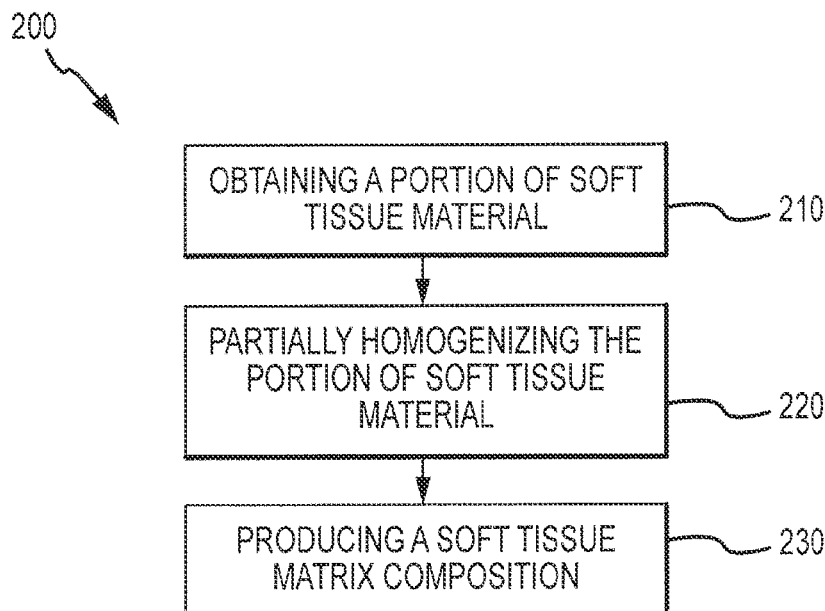 200
OBTAINING A PORTION OF SOFT
TISSUE MATERIAL
210
PARTIALLY HOMOGENIZING THE
PORTION OF SOFT TISSUE
MATERIAL
220
PRODUCING A SOFT TISSUE
MATRIX COMPOSITION
230